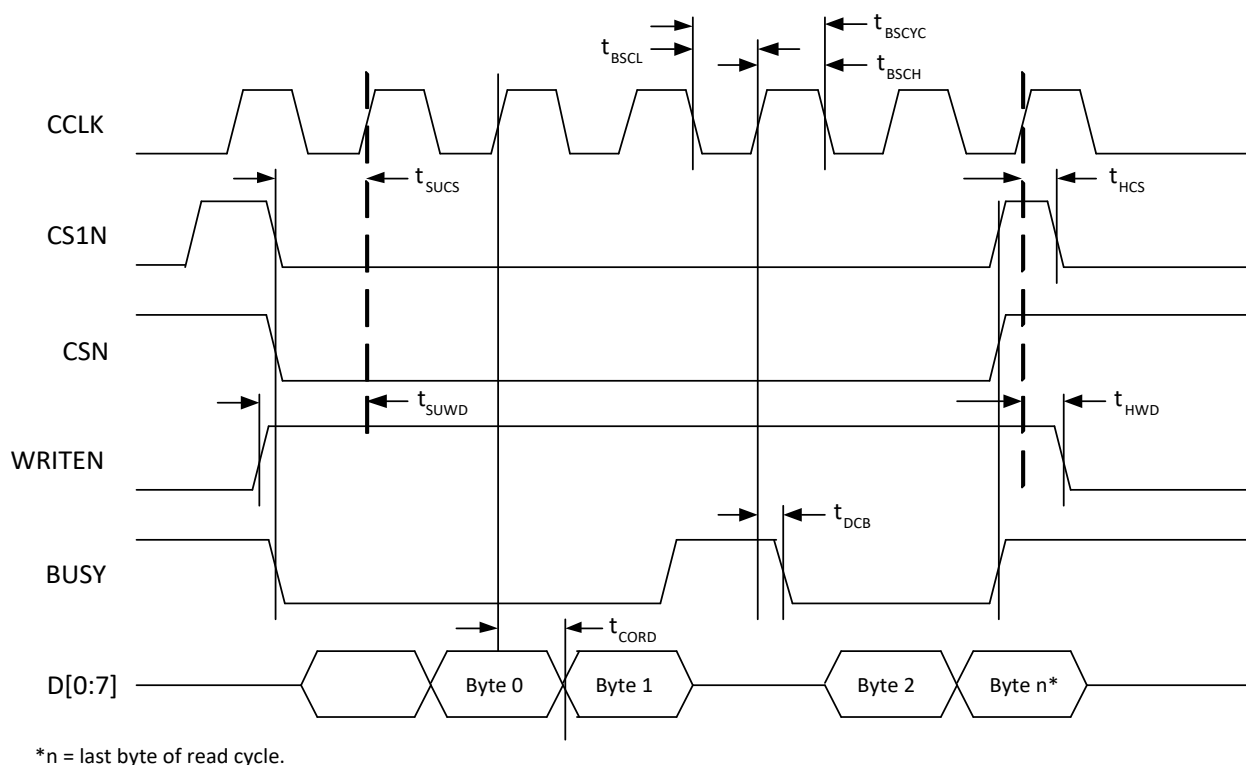 tBSCYC
tBSCL
tBSCH
CCLK
tSUCS
tHCS
CS1N
CSN
tSUWD
tHWD
WRITEN
tDCB
BUSY
tCORD
D[0:7]
Byte 0
Byte 1
Byte 2
Byte n*
*n = last byte of read cycle.